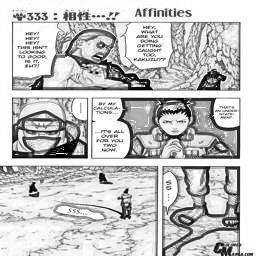 333：相性…!!
Affinities
HEY, WHAT
ARE YOU DOING
GETTING
CAUGHT
TOO,
KAKUZU?
HEY!
HEY!
HEY!
THIS ISN'T
LOOKING
TO GOOD,
IS IT,
EH?!
THAT'S AN
UNDER-
STATE-
MENT.
BY MY
CALCULA-
TIONS...
...IT'S ALL
OVER FOR
YOU TWO
NOW.